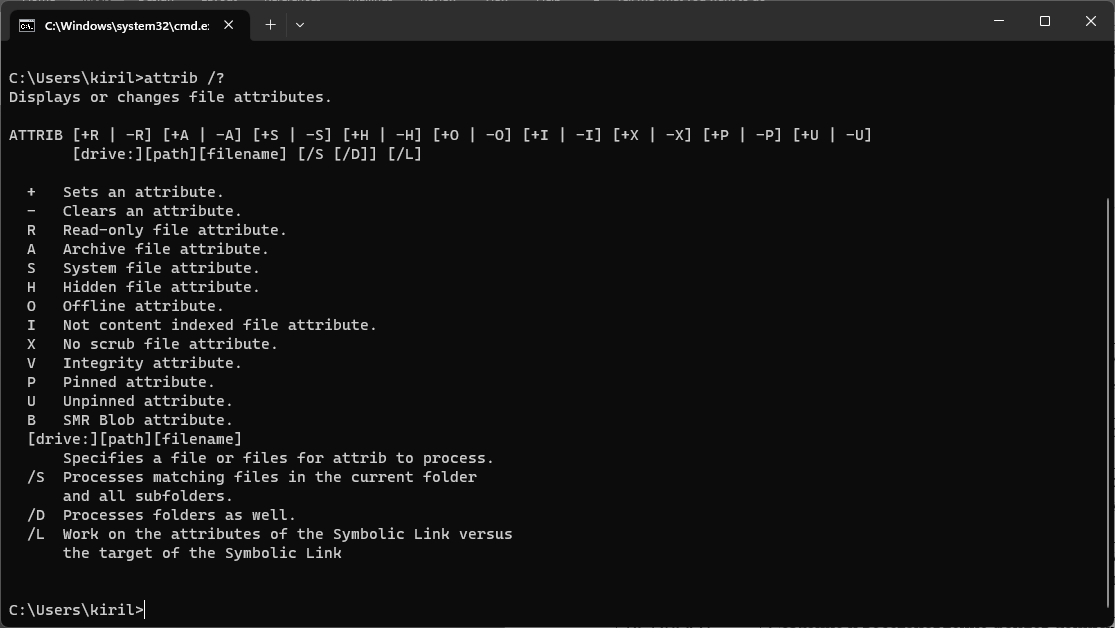 C:\Windows\system32\cmd.e:
C:\Users\kiril>attrib /?
Displays or changes file attributes.
ATTRIB [+R | -R] [+A | -A] [+S | -S] [+H | -H] [+O | -O] [+I | -I] [+X | -X] [+P | -P] [+U | -U]
[drive:][path][filename] [/S [/D]] [/L]
+ Sets an attribute.
- Clears an attribute.
R Read-only file attribute.
A Archive file attribute.
S System file attribute.
H Hidden file attribute.
O Offline attribute.
I Not content indexed file attribute.
X No scrub file attribute.
V Integrity attribute.
P Pinned attribute.
U Unpinned attribute.
B SMR Blob attribute.
[drive:][path][filename]
Specifies a file or files for attrib to process.
/S Processes matching files in the current folder
and all subfolders.
/D Processes folders as well.
/L Work on the attributes of the Symbolic Link versus
the target of the Symbolic Link
C:\Users\kiril>